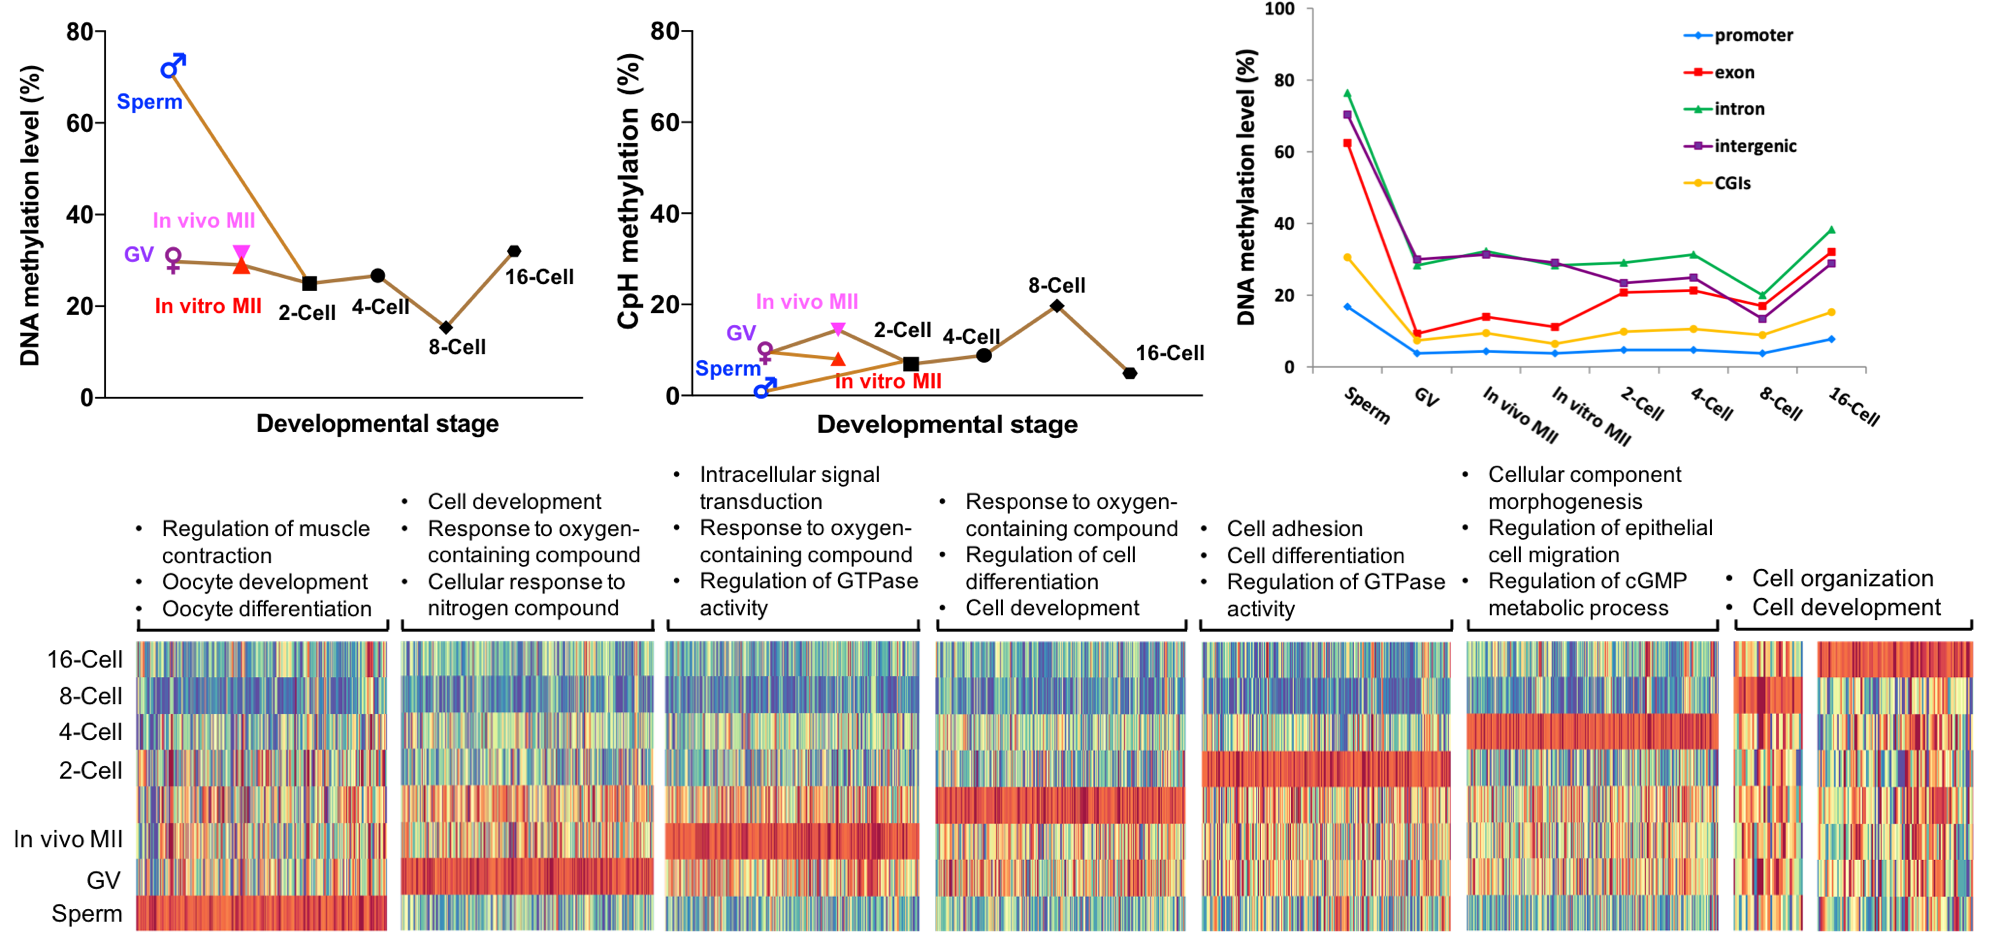 DNA methylation level (%)
80
60
40
20
0
Sperm
In vivo MII
GV
In vitro MII
2-Cell
4-Cell
8-Cell
16-Cell
Developmental stage
CpH methylation (%)
80
60
40
20
0
8-Cell
In vivo MII
GV
2-Cell
4-Cell
16-Cell
Sperm
In vitro MII
Developmental stage
DNA methylation level (%)
100
80
60
40
20
0
promoter
exon
intron
intergenic
CGIs
Sperm
GV
In vivo MII
In vitro MII
2-Cell
4-Cell
8-Cell
16-Cell
• Regulation of muscle
contraction
• Oocyte development
• Oocyte differentiation
• Cell development
• Response to oxygen-
containing compound
• Cellular response to
nitrogen compound
• Intracellular signal
transduction
• Response to oxygen-
containing compound
• Regulation of GTPase
activity
• Response to oxygen-
containing compound
• Regulation of cell
differentiation
• Cell development
• Cell adhesion
• Cell differentiation
• Regulation of GTPase
activity
• Cellular component
morphogenesis
• Regulation of epithelial
cell migration
• Regulation of cGMP
metabolic process
• Cell organization
• Cell development
16-Cell
8-Cell
4-Cell
2-Cell
In vivo MII
GV
Sperm